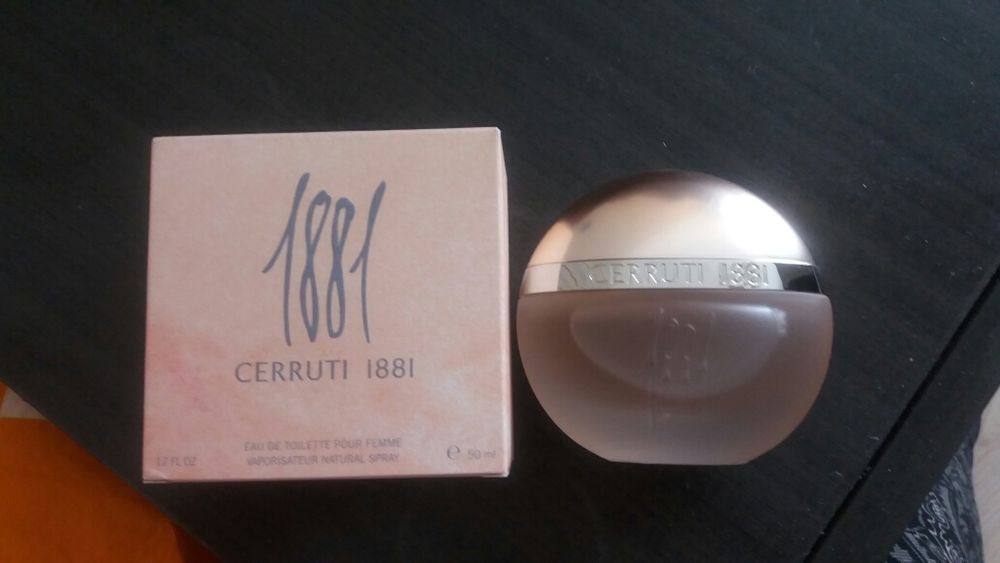 1881
CERRUTI 1881
EAU DE TOILETTE POUR FEMME
1.7 FL OZ VAPORISATEUR NATURAL SPRAY e 50 ml
CERRUTI 1881
1881